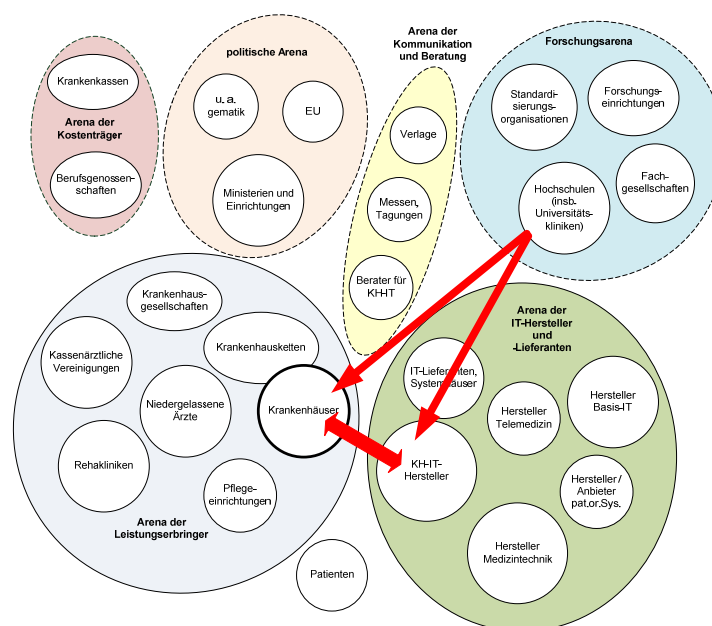 Krankenkassen
Arena der
Kostenträger
Berufsgenossen-
schaften
politische Arena
u. a.
gematik
EU
Ministerien und
Einrichtungen
Arena der
Kommunikation
und Beratung
Verlage
Messen,
Tagungen
Berater für
KH-IT
Forschungsarena
Standardi-
sierungs-
organisationen
Forschungs-
einrichtungen
Fach-
gesellschaften
Hochschulen
(insb.
Universitäts-
kliniken)
Krankenhaus-
gesellschaften
Krankenhausketten
Kassenärztliche
Vereinigungen
Niedergelassene
Ärzte
Krankenhäuser
Rehakliniken
Pflege-
einrichtungen
Arena der
Leistungserbringer
Patienten
Arena der
IT-Hersteller
und
-Lieferanten
IT-Lieferanten,
Systemhäuser
Hersteller
Telemedizin
Hersteller
Basis-IT
KH-IT-
Hersteller
Hersteller /
Anbieter
pat.or.Sys.
Hersteller
Medizintechnik